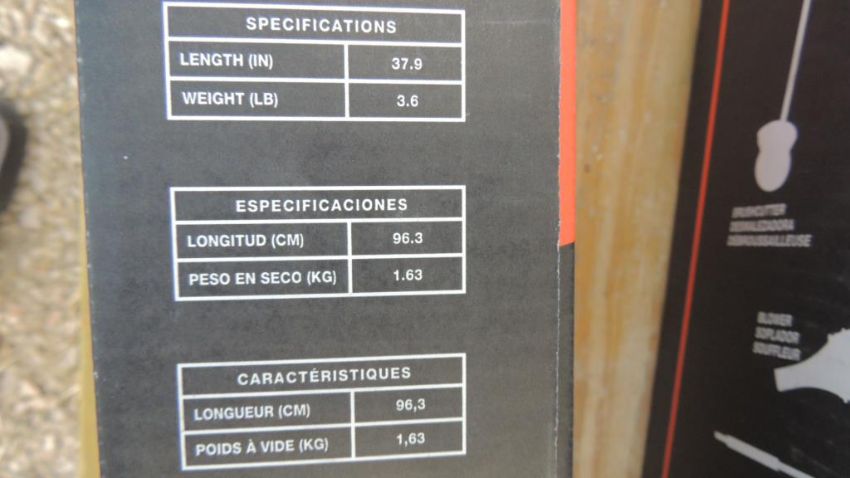 SPECIFICATIONS
LENGTH (IN) 37.9
WEIGHT (LB) 3.6
ESPECIFICACIONES
LONGITUD (CM) 96.3
PESO EN SECO (KG) 1.63
CARACTÉRISTIQUES
LONGUEUR (CM) 96,3
POIDS À VIDE (KG) 1,63
BRUSHCUTTER
DESMALEZADORA
DÉBROUSSAILLEUSE
BLOWER
SOPLADOR
SOUFFLEUR